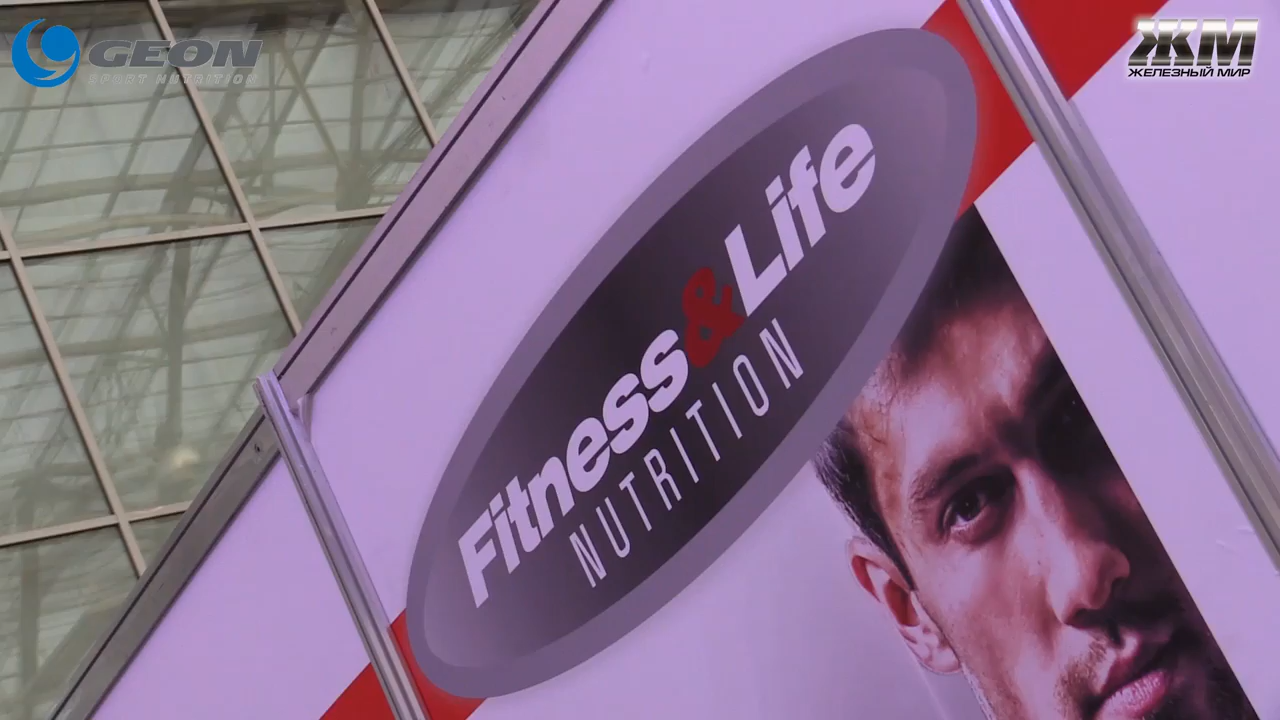 GEON
SPORT NUTRITION
ЖМ
ЖЕЛЕЗНЫЙ МИР
Fitness&Life
NUTRITION